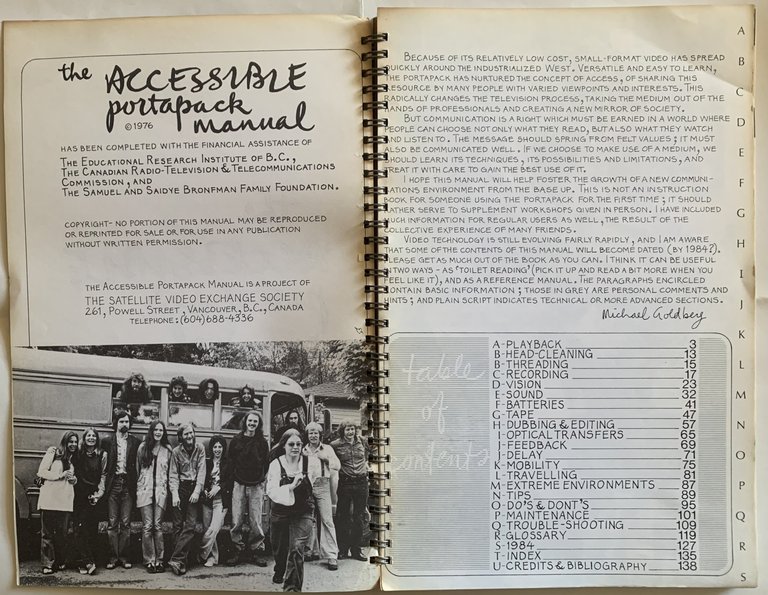 the ACCESSIBLE
portapack
©1976 manual
HAS BEEN COMPLETED WITH THE FINANCIAL ASSISTANCE OF
THE EDUCATIONAL RESEARCH INSTITUTE OF B.C.,
THE CANADIAN RADIO-TELEVISION & TELECOMMUNICATIONS
COMMISSION, AND
THE SAMUEL AND SAIDYE BRONFMAN FAMILY FOUNDATION.
COPYRIGHT- NO PORTION OF THIS MANUAL MAY BE REPRODUCED
OR REPRINTED FOR SALE OR FOR USE IN ANY PUBLICATION
WITHOUT WRITTEN PERMISSION.
THE ACCESSIBLE PORTAPACK MANUAL IS A PROJECT OF
THE SATELLITE VIDEO EXCHANGE SOCIETY
261, POWELL STREET, VANCOUVER, B.C., CANADA
TELEPHONE: (604) 688-4336
BECAUSE OF ITS RELATIVELY LOW COST, SMALL-FORMAT VIDEO HAS SPREAD
QUICKLY AROUND THE INDUSTRIALIZED WEST. VERSATILE AND EASY TO LEARN,
THE PORTAPACK HAS NURTURED THE CONCEPT OF ACCESS, OF SHARING THIS
RESOURCE BY MANY PEOPLE WITH VARIED VIEWPOINTS AND INTERESTS. THIS
RADICALLY CHANGES THE TELEVISION PROCESS, TAKING THE MEDIUM OUT OF THE
HANDS OF PROFESSIONALS AND CREATING A NEW MIRROR OF SOCIETY.
BUT COMMUNICATION IS A RIGHT WHICH MUST BE EARNED IN A WORLD WHERE
PEOPLE CAN CHOOSE NOT ONLY WHAT THEY READ, BUT ALSO WHAT THEY WATCH
AND LISTEN TO. THE MESSAGE SHOULD SPRING FROM FELT VALUES; IT MUST
ALSO BE COMMUNICATED WELL. IF WE CHOOSE TO MAKE USE OF A MEDIUM, WE
SHOULD LEARN ITS TECHNIQUES, ITS POSSIBILITIES AND LIMITATIONS, AND
TREAT IT WITH CARE TO GAIN THE BEST USE OF IT.
I HOPE THIS MANUAL WILL HELP FOSTER THE GROWTH OF A NEW COMMUNI-
CATIONS ENVIRONMENT FROM THE BASE UP. THIS IS NOT AN INSTRUCTION
BOOK FOR SOMEONE USING THE PORTAPACK FOR THE FIRST TIME; IT SHOULD
RATHER SERVE TO SUPPLEMENT WORKSHOPS GIVEN IN PERSON. I HAVE INCLUDED
MUCH INFORMATION FOR REGULAR USERS AS WELL, THE RESULT OF THE
COLLECTIVE EXPERIENCE OF MANY FRIENDS.
VIDEO TECHNOLOGY IS STILL EVOLVING FAIRLY RAPIDLY, AND I AM AWARE
THAT SOME OF THE CONTENTS OF THIS MANUAL WILL BECOME DATED (BY 1984?).
PLEASE GET AS MUCH OUT OF THE BOOK AS YOU CAN. I THINK IT CAN BE USEFUL
IN TWO WAYS - AS 'TOILET READING' (PICK IT UP AND READ A BIT MORE WHEN YOU
FEEL LIKE IT), AND AS A REFERENCE MANUAL. THE PARAGRAPHS ENCIRCLED
CONTAIN BASIC INFORMATION; THOSE IN GREY ARE PERSONAL COMMENTS AND
HINTS; AND PLAIN SCRIPT INDICATES TECHNICAL OR MORE ADVANCED SECTIONS.
Michael Goldberg
table
of
contents
A-PLAYBACK 3
B-HEAD-CLEANING 13
B-THREADING 15
C-RECORDING 17
D-VISION 23
E-SOUND 32
F-BATTERIES 41
G-TAPE 47
H-DUBBING & EDITING 57
I-OPTICAL TRANSFERS 65
J-FEEDBACK 69
J-DELAY 71
K-MOBILITY 75
L-TRAVELLING 81
M-EXTREME ENVIRONMENTS 87
N-TIPS 89
O-DO'S & DONT'S 95
P-MAINTENANCE 101
Q-TROUBLE-SHOOTING 109
R-GLOSSARY 119
S-1984 127
T-INDEX 135
U-CREDITS & BIBLIOGRAPHY 138
A
B
C
D
E
F
G
H
I
J
K
L
M
N
O
P
Q
R
S